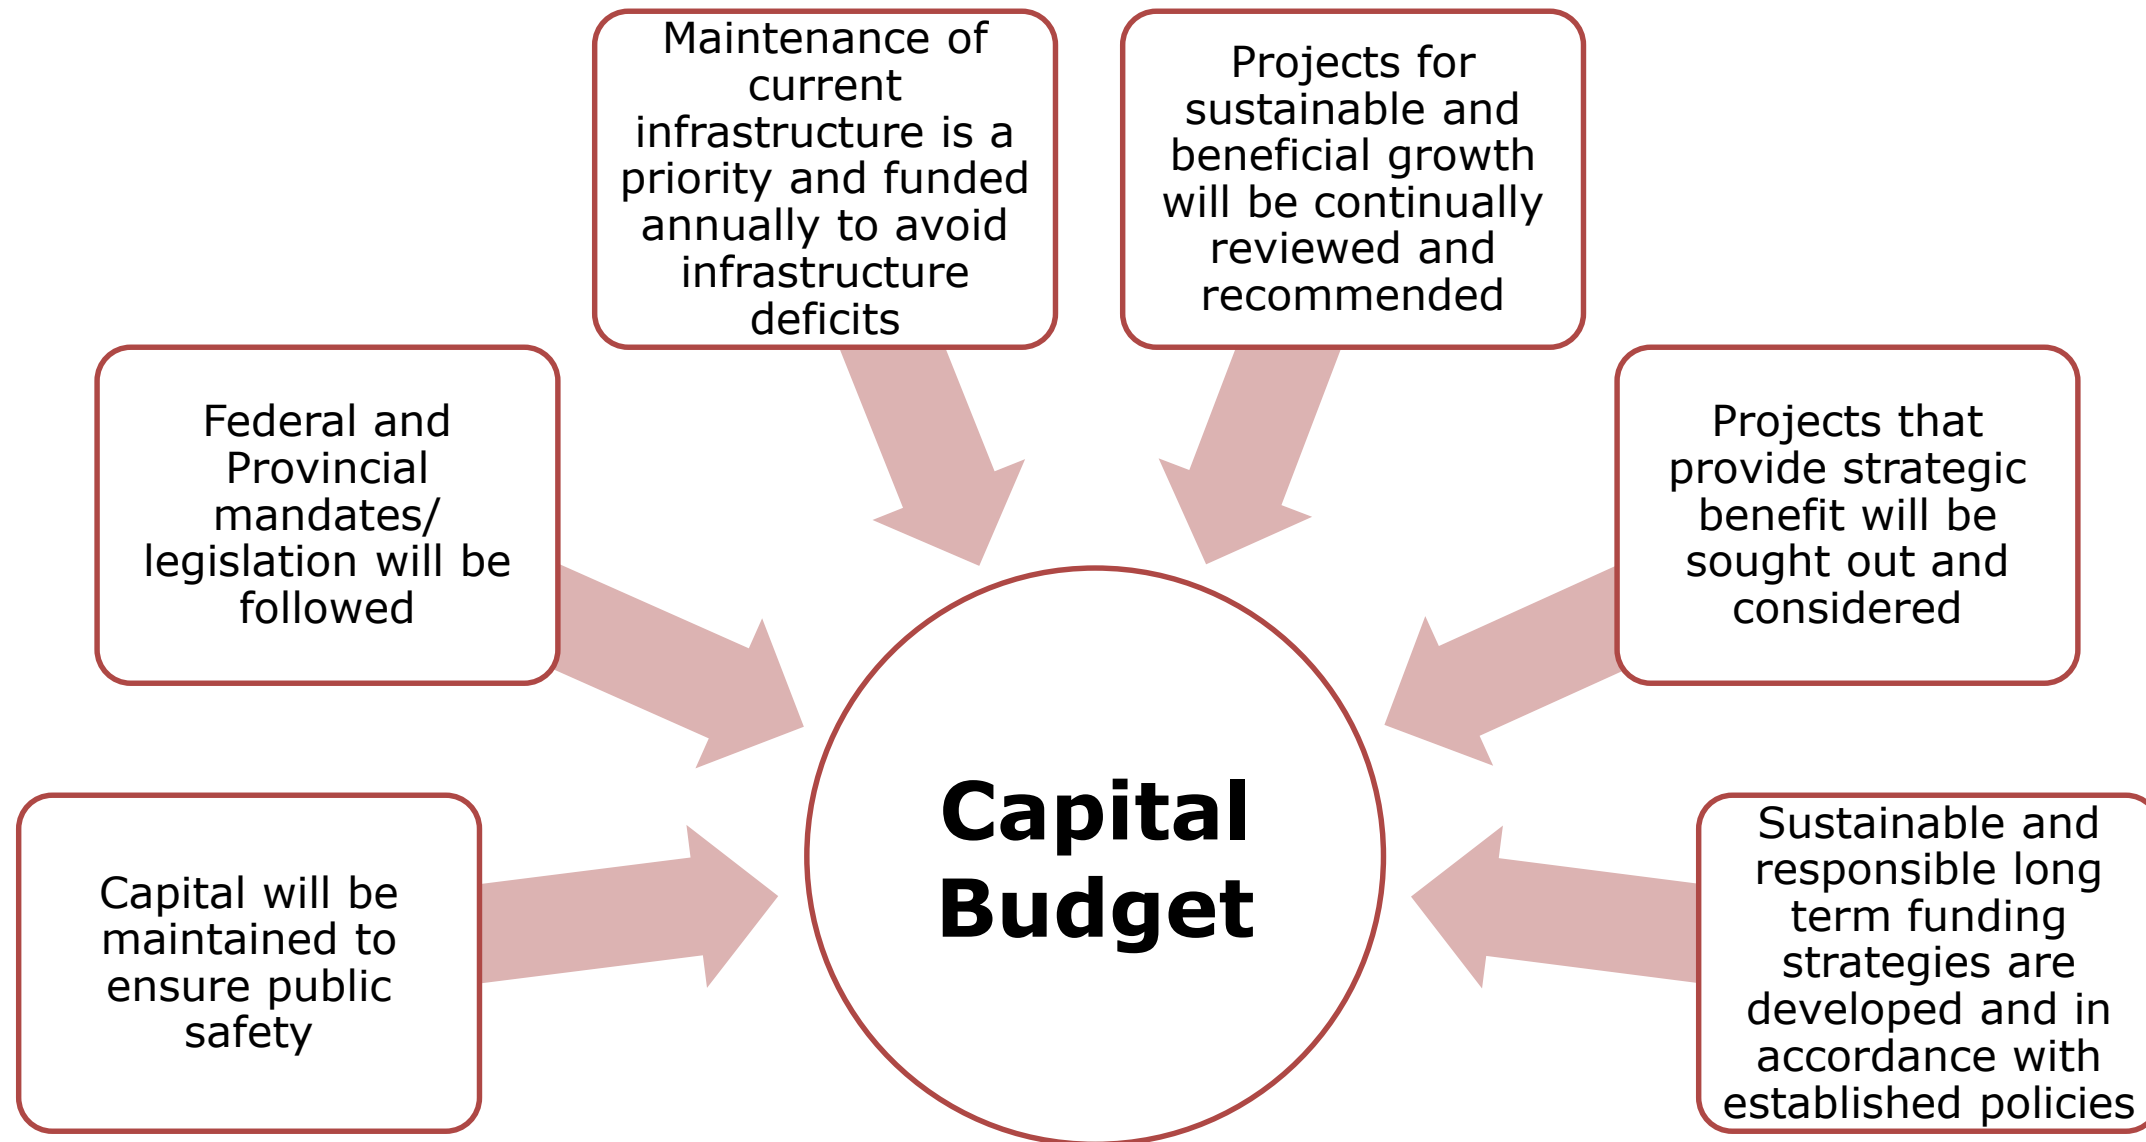 Maintenance of
current
infrastructure is a
priority and funded
annually to avoid
infrastructure
deficits
Projects for
sustainable and
beneficial growth
will be continually
reviewed and
recommended
Federal and
Provincial
mandates/
legislation will be
followed
Projects that
provide strategic
benefit will be
sought out and
considered
Capital will be
maintained to
ensure public
safety
Capital
Budget
Sustainable and
responsible long
term funding
strategies are
developed and in
accordance with
established policies